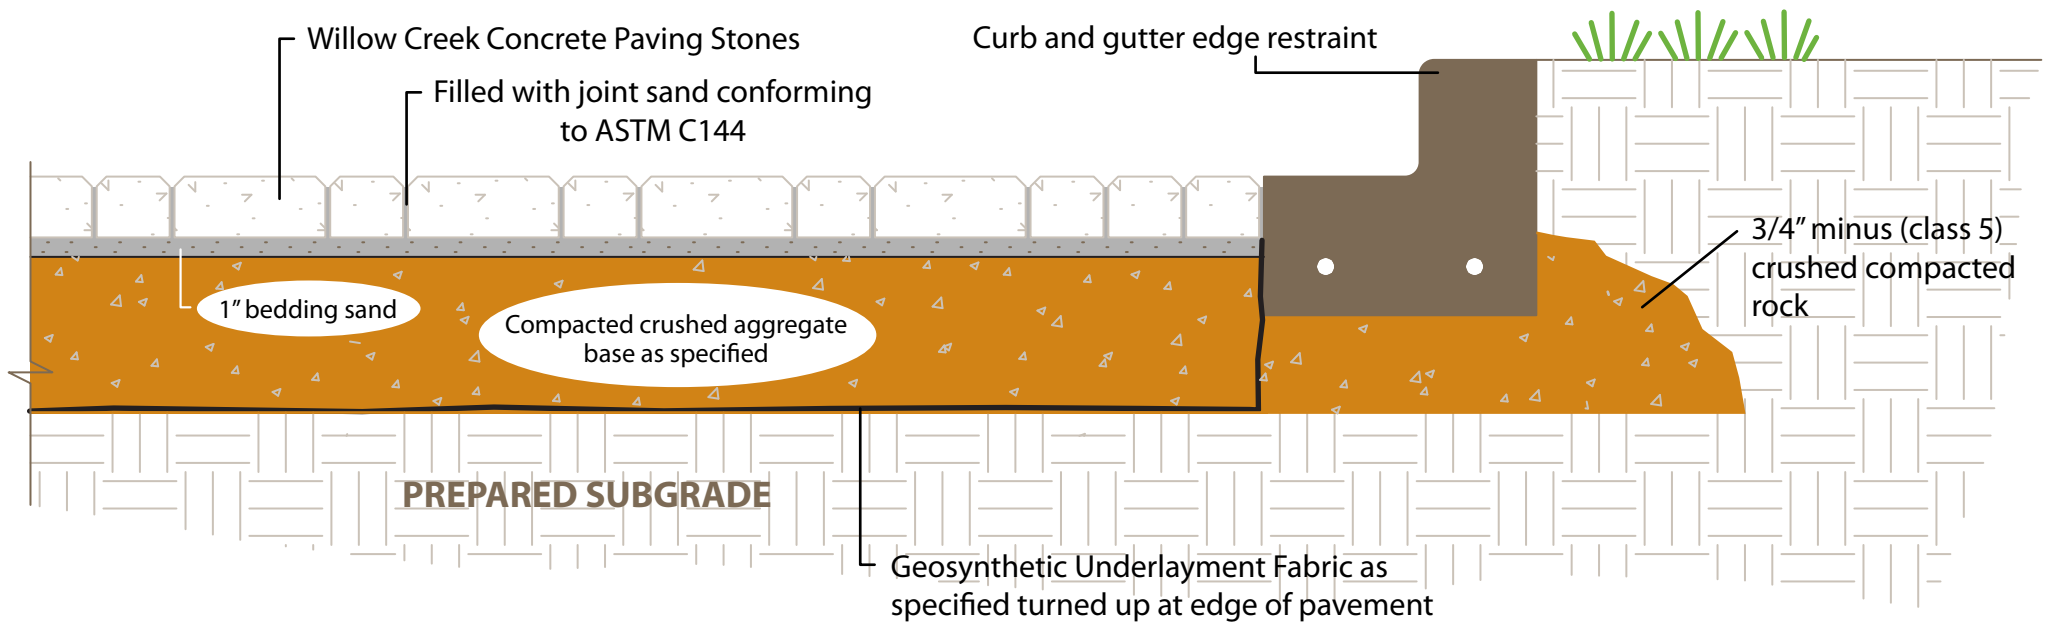 Willow Creek Concrete Paving Stones
Filled with joint sand conforming
to ASTM C144
Curb and gutter edge restraint
3/4” minus (class 5)
crushed compacted
rock
1” bedding sand
Compacted crushed aggregate
base as specified
PREPARED SUBGRADE
Geosynthetic Underlayment Fabric as
specified turned up at edge of pavement